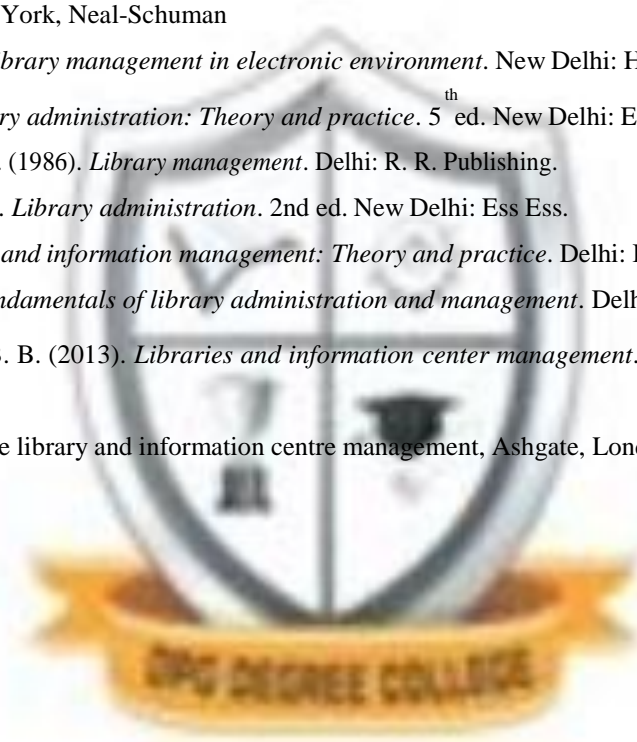 York, Neal-Schuman
ibrary management in electronic environment. New Delhi: H
ry administration: Theory and practice. 5th ed. New Delhi: E
. (1986). Library management. Delhi: R. R. Publishing.
. Library administration. 2nd ed. New Delhi: Ess Ess.
and information management: Theory and practice. Delhi:
ndamentals of library administration and management. Delh
. B. (2013). Libraries and information center management.
e library and information centre management, Ashgate, Lon
DPG DEGREE COLLEGE